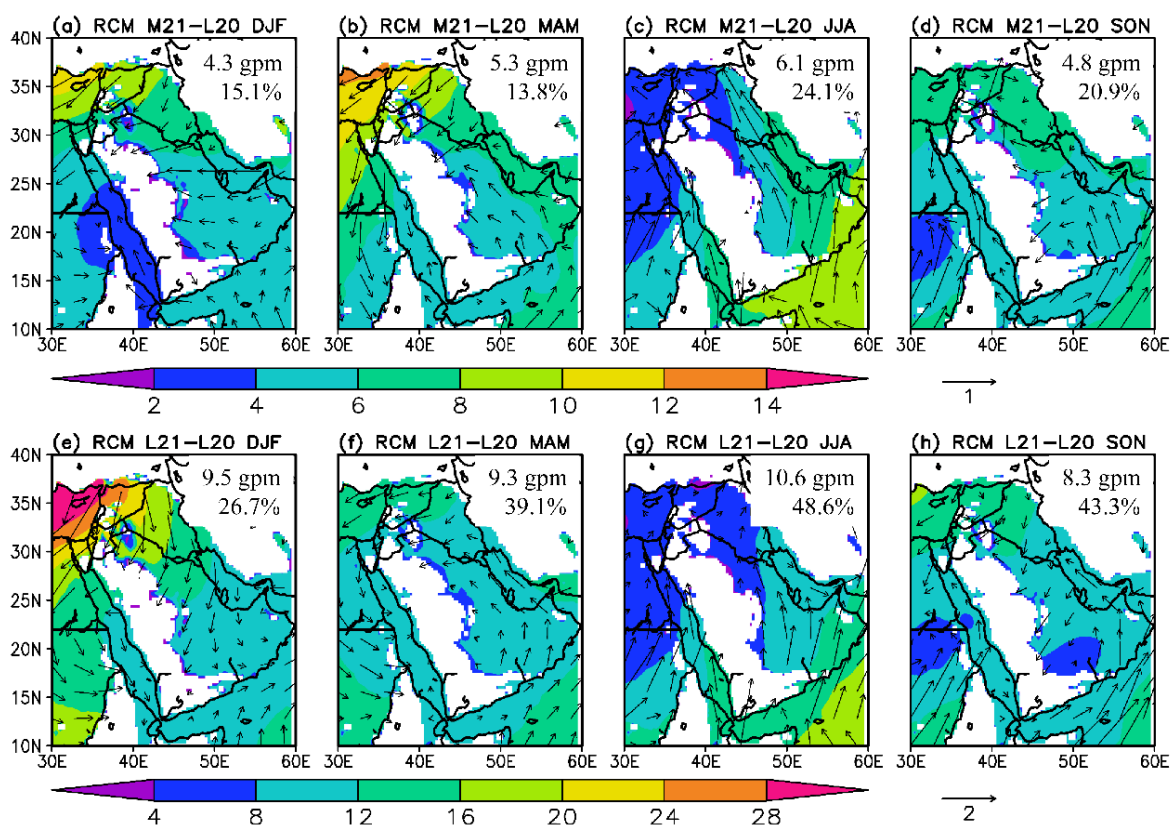 (a) RCM M21-L20 DJF
(b) RCM M21-L20 MAM
(c) RCM M21-L20 JJA
(d) RCM M21-L20 SON
40N
35N
30N
25N
20N
15N
10N
4.3 gpm
15.1%
5.3 gpm
13.8%
6.1 gpm
24.1%
4.8 gpm
20.9%
30E 40E 50E 60E
30E 40E 50E 60E
30E 40E 50E 60E
30E 40E 50E 60E
2 4 6 8 10 12 14
1
(e) RCM L21-L20 DJF
(f) RCM L21-L20 MAM
(g) RCM L21-L20 JJA
(h) RCM L21-L20 SON
40N
35N
30N
25N
20N
15N
10N
9.5 gpm
26.7%
9.3 gpm
39.1%
10.6 gpm
48.6%
8.3 gpm
43.3%
30E 40E 50E 60E
30E 40E 50E 60E
30E 40E 50E 60E
30E 40E 50E 60E
4 8 12 16 20 24 28
2